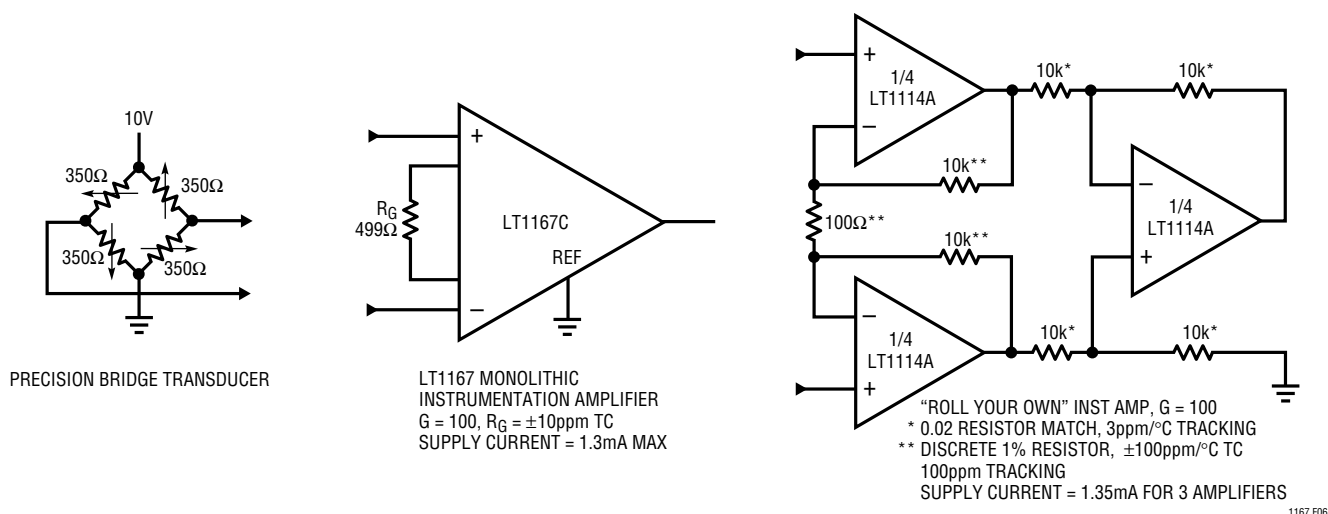 10V
350Ω
350Ω
350Ω
350Ω
PRECISION BRIDGE TRANSDUCER
+
RG
499Ω
LT1167C
REF
–
LT1167 MONOLITHIC
INSTRUMENTATION AMPLIFIER
G = 100, RG = ±10ppm TC
SUPPLY CURRENT = 1.3mA MAX
+
1/4
LT1114A
–
10k*
10k*
10k**
100Ω**
10k**
–
1/4
LT1114A
+
–
1/4
LT1114A
+
10k*
10k*
“ROLL YOUR OWN” INST AMP, G = 100
* 0.02 RESISTOR MATCH, 3ppm/°C TRACKING
** DISCRETE 1% RESISTOR, ±100ppm/°C TC
100ppm TRACKING
SUPPLY CURRENT = 1.35mA FOR 3 AMPLIFIERS
1167 F06